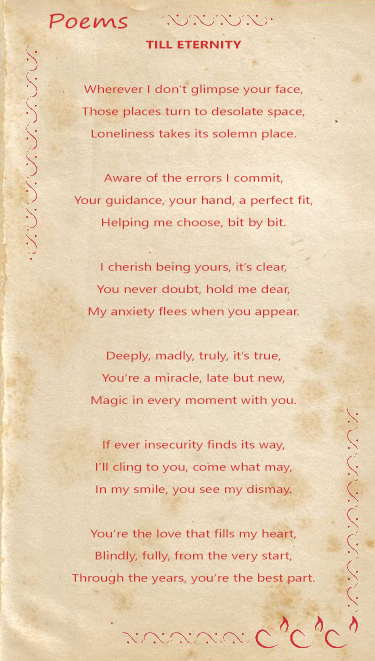 Poems
TILL ETERNITY
Wherever I don't glimpse your face,
Those places turn to desolate space,
Loneliness takes its solemn place.
Aware of the errors I commit,
Your guidance, your hand, a perfect fit,
Helping me choose, bit by bit.
I cherish being yours, it's clear,
You never doubt, hold me dear,
My anxiety flees when you appear.
Deeply, madly, truly, it's true,
You're a miracle, late but new,
Magic in every moment with you.
If ever insecurity finds its way,
I'll cling to you, come what may,
In my smile, you see my dismay,
You're the love that fills my heart,
Blindly, fully, from the very start,
Through the years, you're the best part.